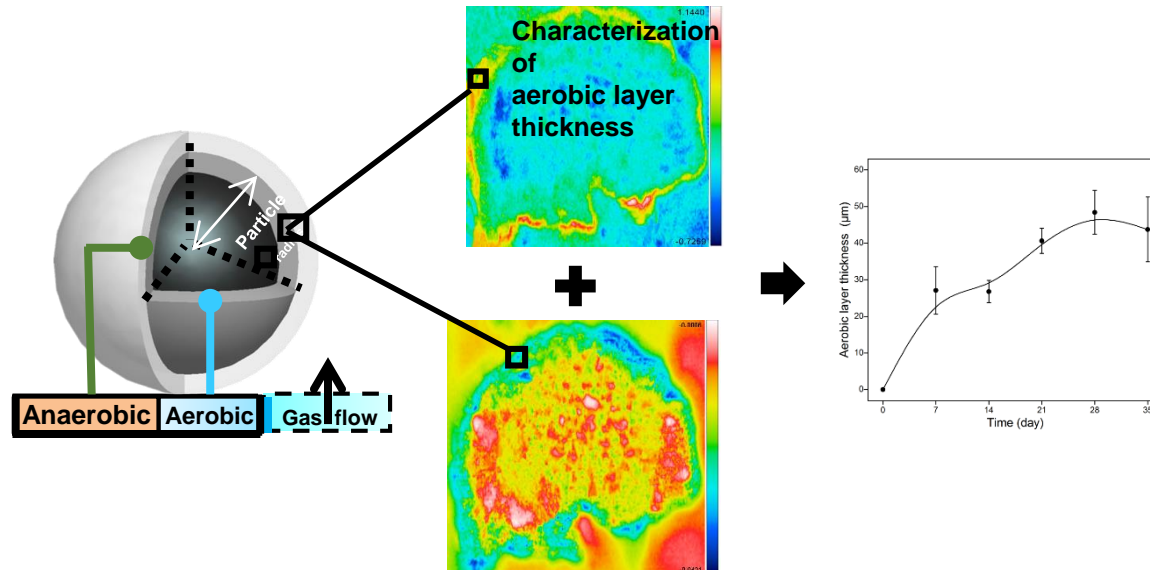 Characterization
of
aerobic layer
thickness
1.1440
-0.7269
Particle
Anaerobic
Aerobic
Gas flow
Aerobic layer thickness (μm)
60
50
40
30
20
10
0
0 7 14 21 28 35
Time (day)